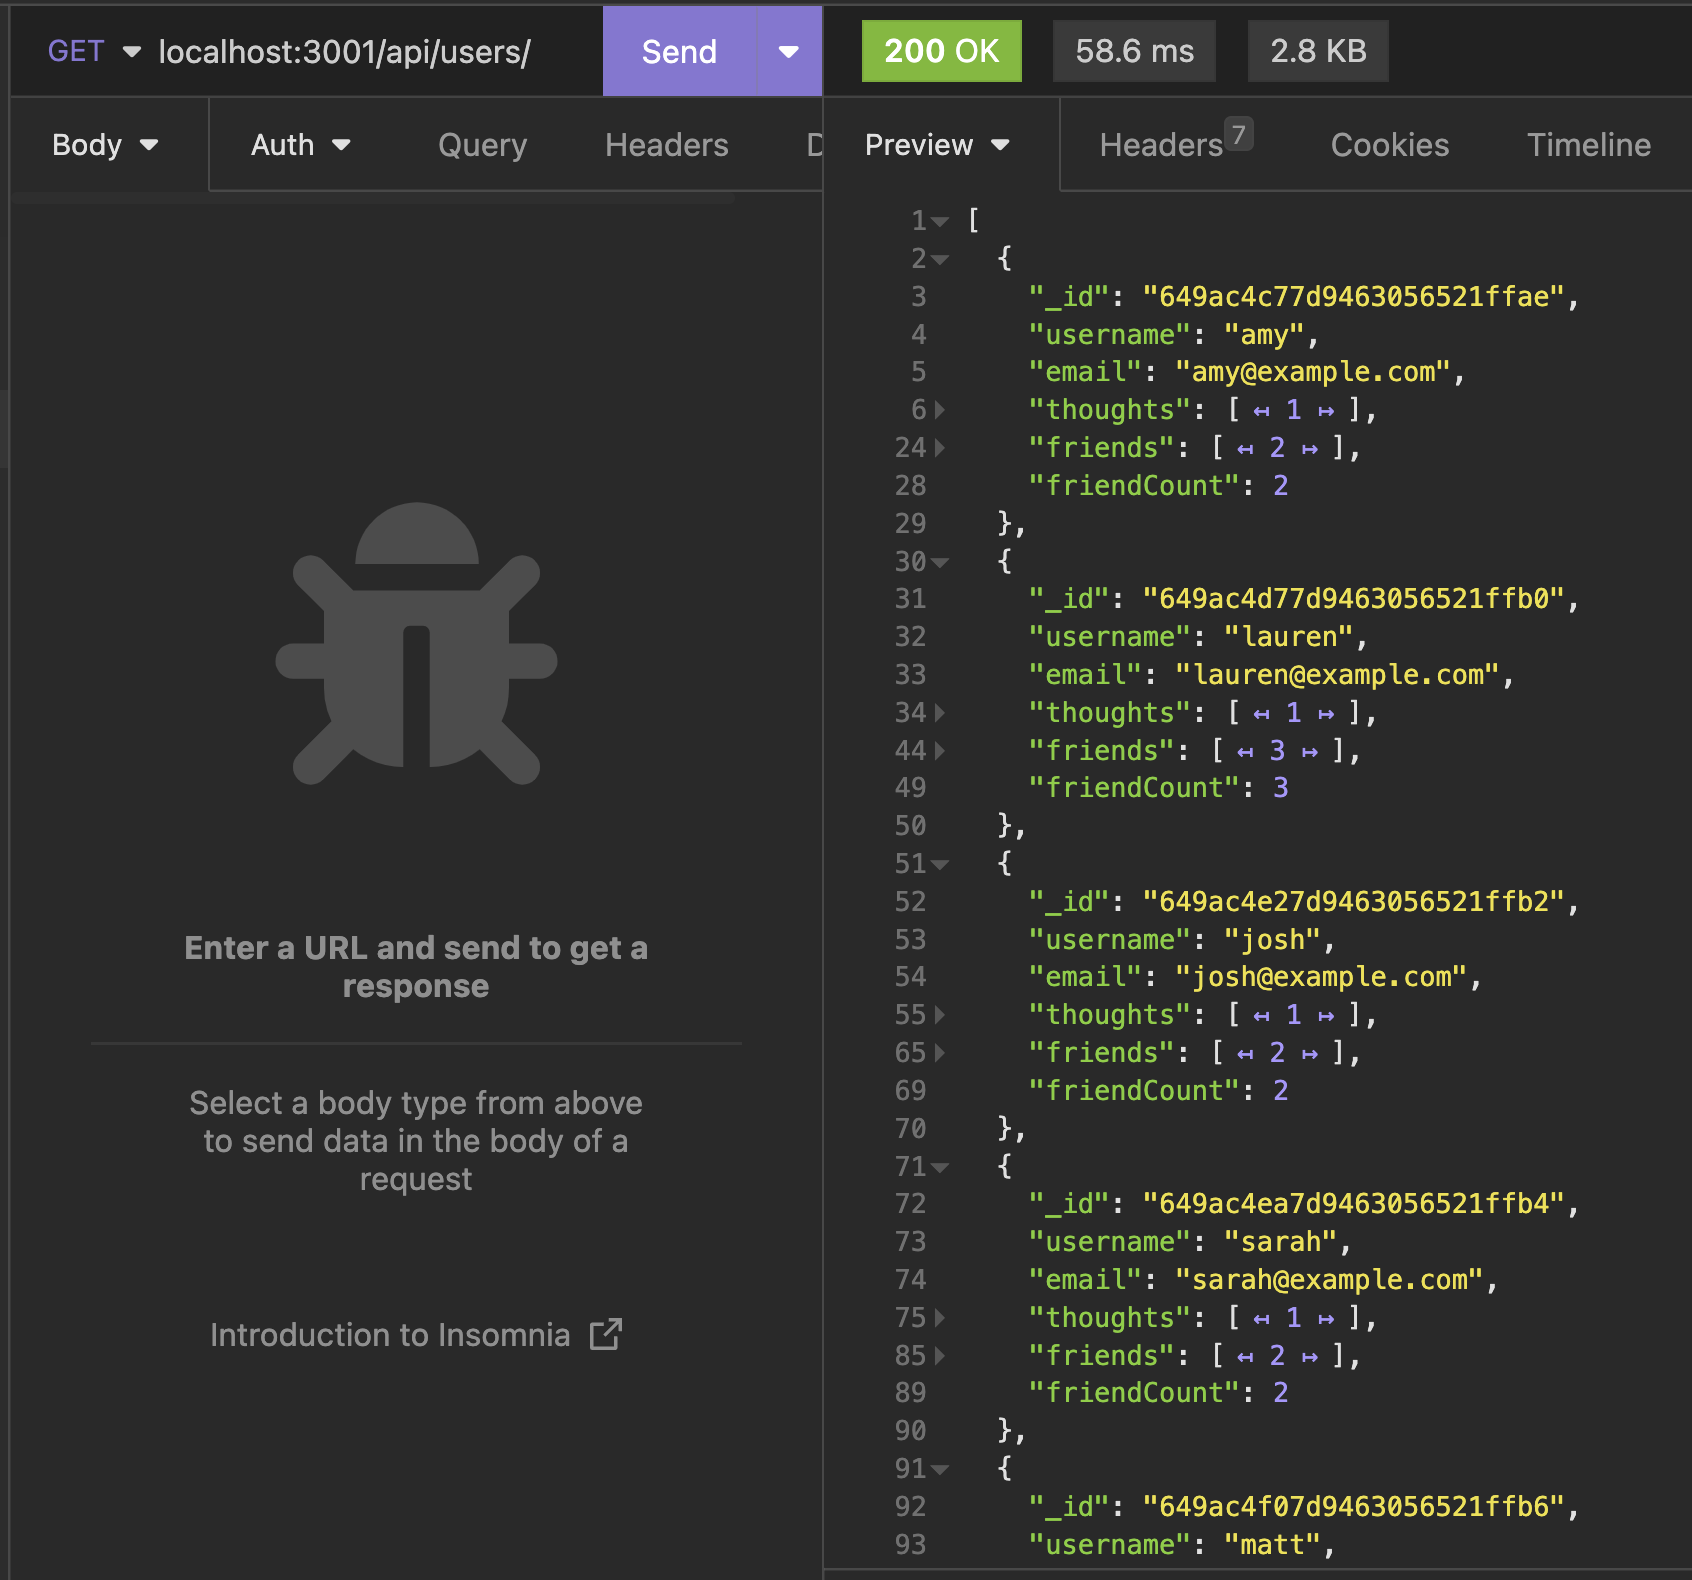 GET localhost:3001/api/users/ Send
Body Auth Query Headers
Enter a URL and send to get a
response
Select a body type from above
to send data in the body of a
request
Introduction to Insomnia
200 OK 58.6 ms 2.8 KB
Preview Headers 7 Cookies Timeline
1 [
2 {
3 "_id": "649ac4c77d9463056521ffae",
4 "username": "amy",
5 "email": "amy@example.com",
6 "thoughts": [ ↤ 1 ↦ ],
24 "friends": [ ↤ 2 ↦ ],
28 "friendCount": 2
29 },
30 {
31 "_id": "649ac4d77d9463056521ffb0",
32 "username": "lauren",
33 "email": "lauren@example.com",
34 "thoughts": [ ↤ 1 ↦ ],
44 "friends": [ ↤ 3 ↦ ],
49 "friendCount": 3
50 },
51 {
52 "_id": "649ac4e27d9463056521ffb2",
53 "username": "josh",
54 "email": "josh@example.com",
55 "thoughts": [ ↤ 1 ↦ ],
65 "friends": [ ↤ 2 ↦ ],
69 "friendCount": 2
70 },
71 {
72 "_id": "649ac4ea7d9463056521ffb4",
73 "username": "sarah",
74 "email": "sarah@example.com",
75 "thoughts": [ ↤ 1 ↦ ],
85 "friends": [ ↤ 2 ↦ ],
89 "friendCount": 2
90 },
91 {
92 "_id": "649ac4f07d9463056521ffb6",
93 "username": "matt",